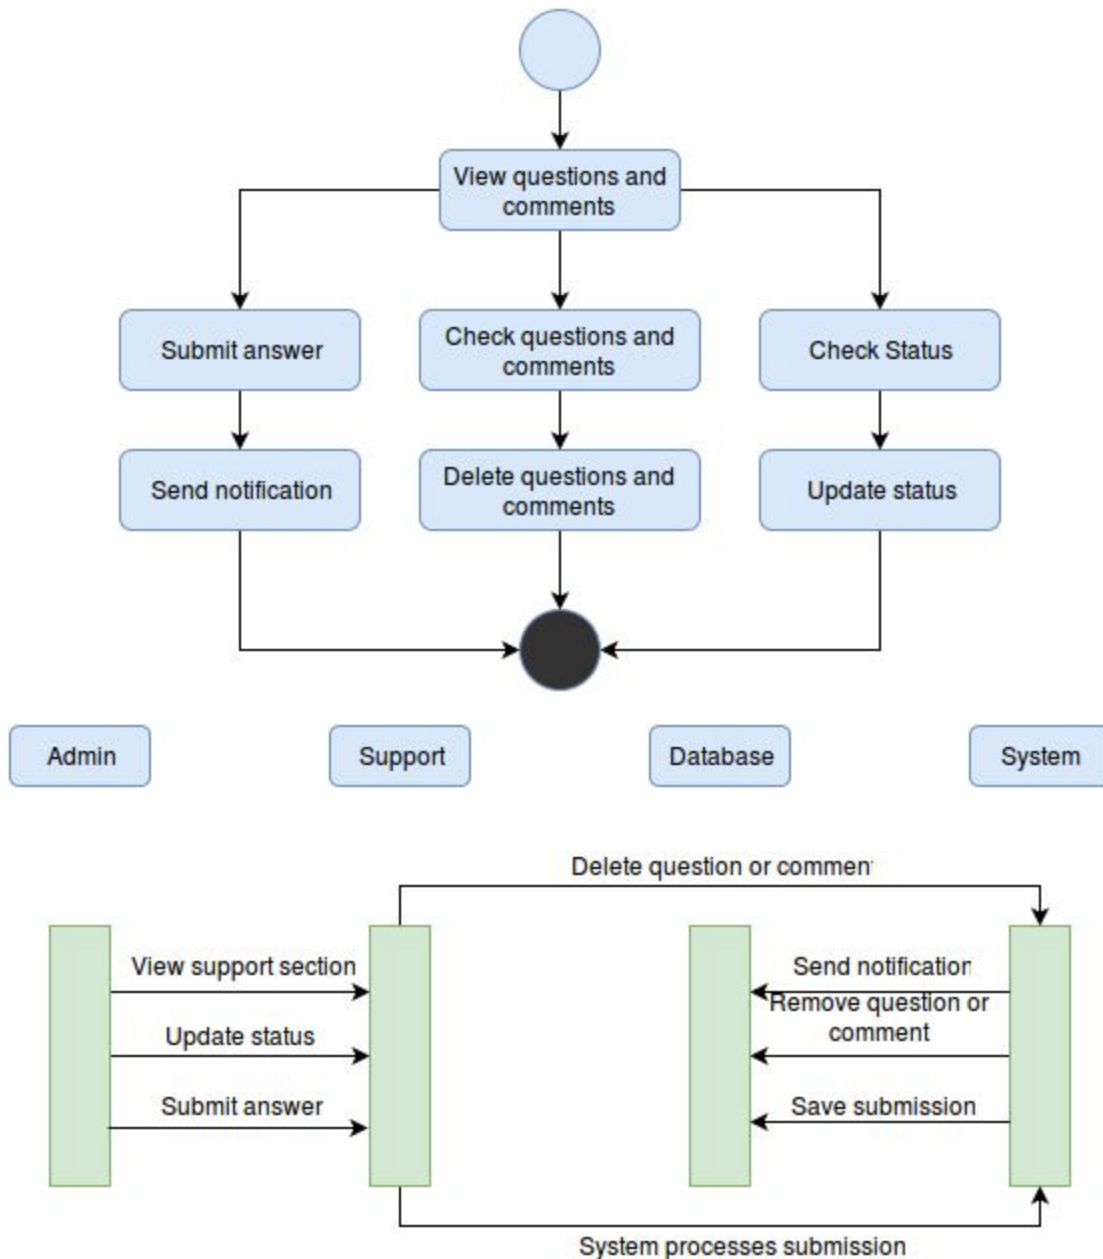 View questions and
comments
Submit answer
Check questions and
comments
Check Status
Send notification
Delete questions and
comments
Update status
Admin
Support
Database
System
Delete question or commen
View support section
Send notification
Remove question or
comment
Update status
Submit answer
Save submission
System processes submission